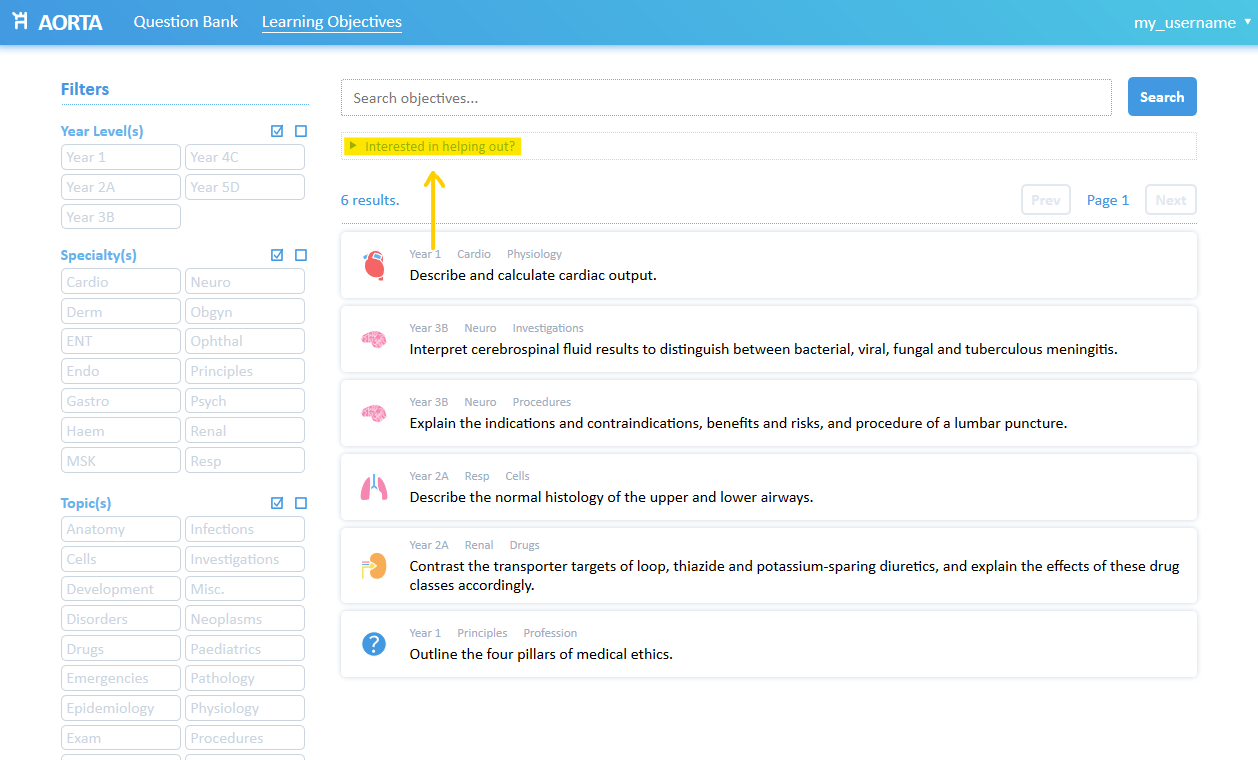 AORTA Question Bank Learning Objectives my_username
Filters
Year Level(s)
Year 1 Year 4C
Year 2A Year 5D
Year 3B
Specialty(s)
Cardio Neuro
Derm Obgyn
ENT Ophthal
Endo Principles
Gastro Psych
Haem Renal
MSK Resp
Topic(s)
Anatomy Infections
Cells Investigations
Development Misc.
Disorders Neoplasms
Drugs Paediatrics
Emergencies Pathology
Epidemiology Physiology
Exam Procedures
Search objectives... Search
Interested in helping out?
6 results. Prev Page 1 Next
Year 1 Cardio Physiology
Describe and calculate cardiac output.
Year 3B Neuro Investigations
Interpret cerebrospinal fluid results to distinguish between bacterial, viral, fungal and tuberculous meningitis.
Year 3B Neuro Procedures
Explain the indications and contraindications, benefits and risks, and procedure of a lumbar puncture.
Year 2A Resp Cells
Describe the normal histology of the upper and lower airways.
Year 2A Renal Drugs
Contrast the transporter targets of loop, thiazide and potassium-sparing diuretics, and explain the effects of these drug
classes accordingly.
Year 1 Principles Profession
Outline the four pillars of medical ethics.